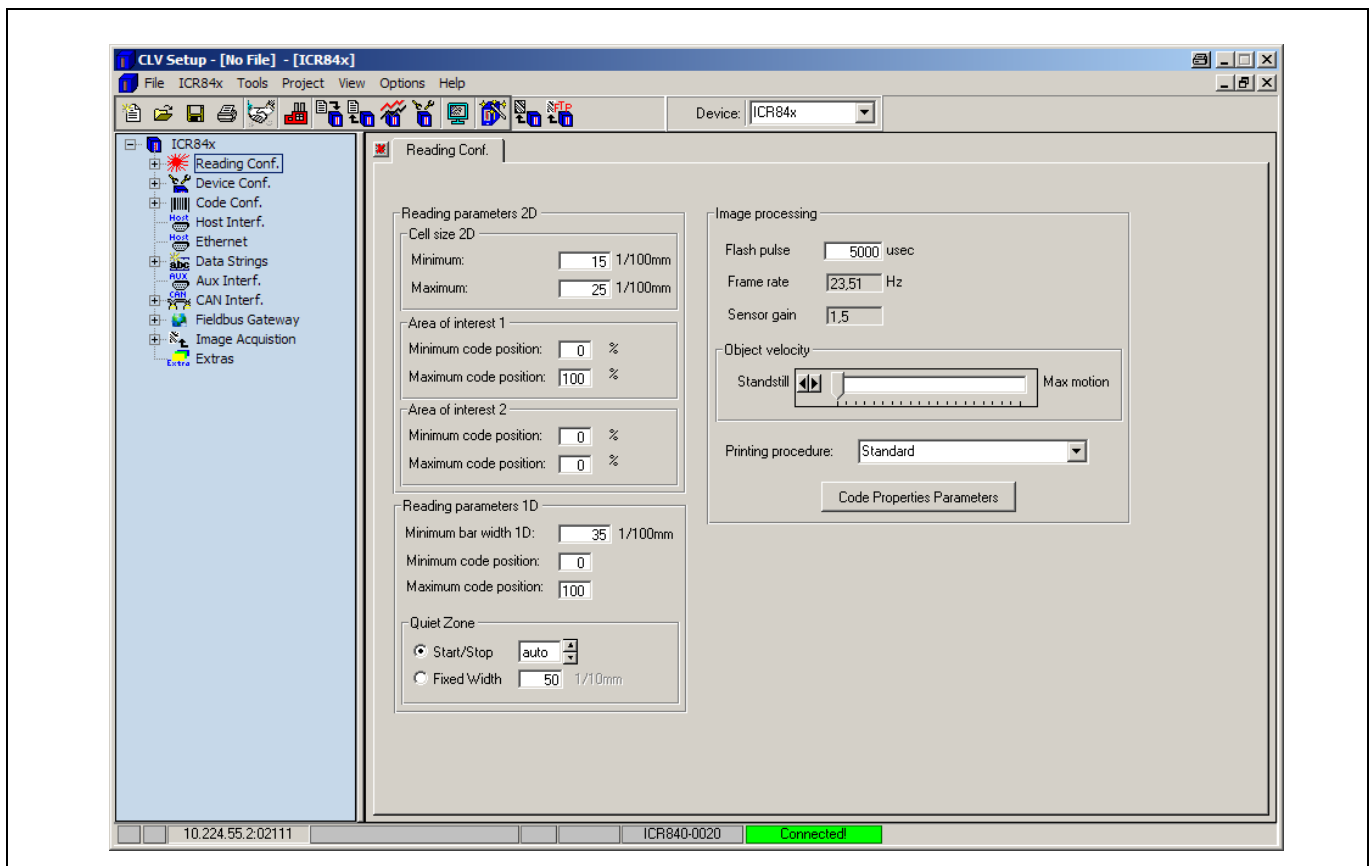 CLV Setup - [No File] - [ICR84x]
File ICR84x Tools Project View Options Help
FTP
Device: ICR84x
ICR84x
Reading Conf.
Device Conf.
Code Conf.
Host Host Interf.
Host Ethernet
abc Data Strings
AUX Aux Interf.
CAN CAN Interf.
Fieldbus Gateway
Image Acquistion
Extra Extras
Reading Conf.
Reading parameters 2D
Cell size 2D
Minimum: 15 1/100mm
Maximum: 25 1/100mm
Area of interest 1
Minimum code position: 0 %
Maximum code position: 100 %
Area of interest 2
Minimum code position: 0 %
Maximum code position: 0 %
Reading parameters 1D
Minimum bar width 1D: 35 1/100mm
Minimum code position: 0
Maximum code position: 100
Quiet Zone
Start/Stop auto
Fixed Width 50 1/10mm
Image processing
Flash pulse 5000 usec
Frame rate 23,51 Hz
Sensor gain 1,5
Object velocity
Standstill Max motion
Printing procedure: Standard
Code Properties Parameters
10.224.55.2:02111 ICR840-0020 Connected!